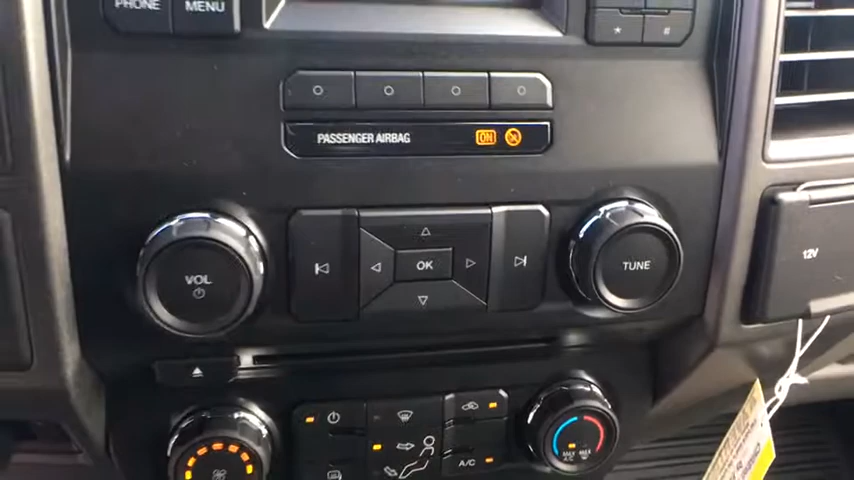 PHONE MENU * #
PASSENGER AIRBAG ON
12V
VOL OK TUNE
A/C MAX A/C MAX